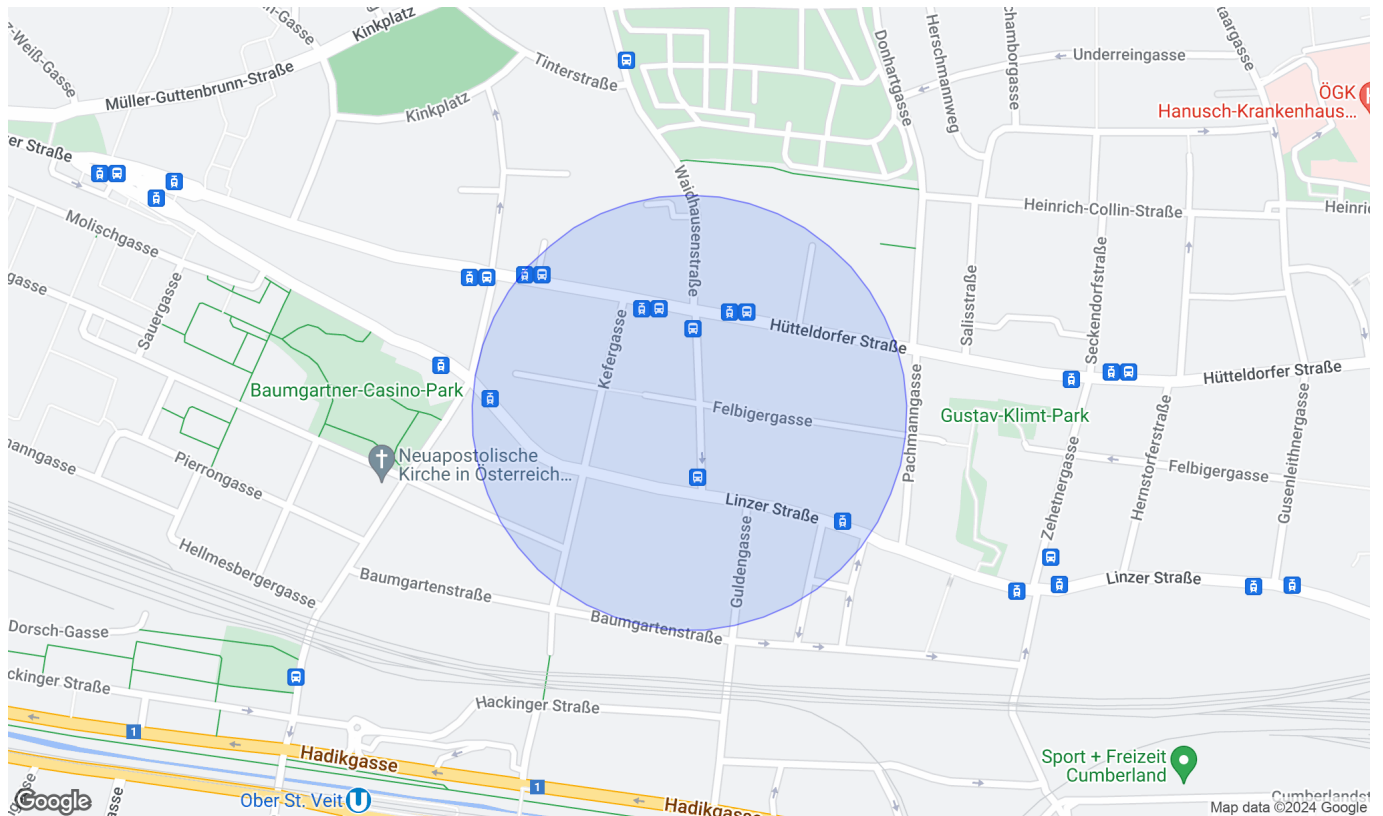 Kinkplatz
Müller-Guttenbrunn-Straße
Kinkplatz
Tinterstraße
Donhartgasse
Herschmannweg
Underreingasse
ÖGK
Hanusch-Krankenhaus...
Waidhausenstraße
Heinrich-Collin-Straße
Molischgasse
Sauergasse
Kefergasse
Hütteldorfer Straße
Salisstraße
Seckendorfstraße
Hütteldorfer Straße
Baumgartner-Casino-Park
Felbigergasse
Pachmanngasse
Gustav-Klimt-Park
Neuapostolische
Kirche in Österreich...
Felbigergasse
Gusenleithnergasse
Hernstorferstraße
Zehetnergasse
Pierrongasse
Linzer Straße
Guldengasse
Hellmesbergergasse
Baumgartenstraße
Linzer Straße
Baumgartenstraße
Dorsch-Gasse
ckinger Straße
Hackinger Straße
1
Hadikgasse
1
Sport + Freizeit
Cumberland
Ober St. Veit U
Hadikgasse
Google
Map data ©2024 Google